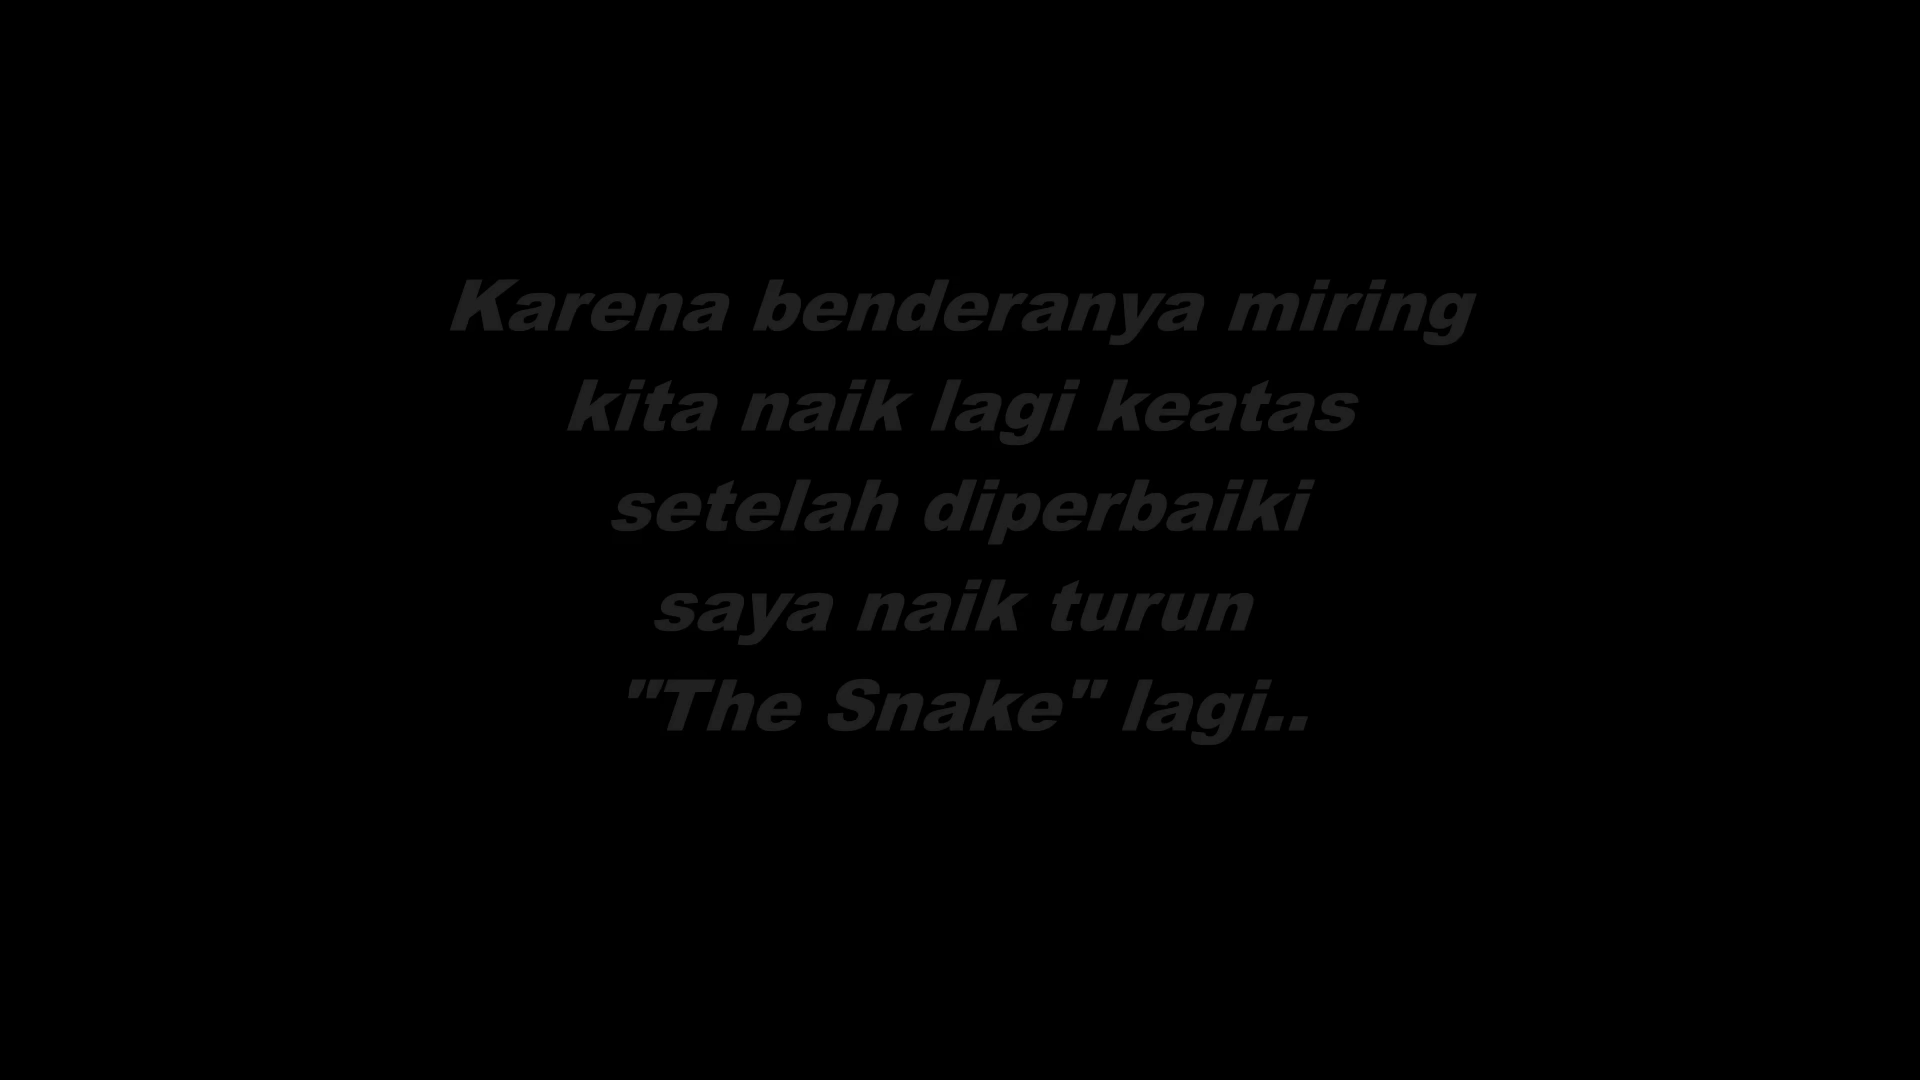 Karena benderanya miring
kita naik lagi keatas
setelah diperbaiki
saya naik turun
"The Snake" lagi..